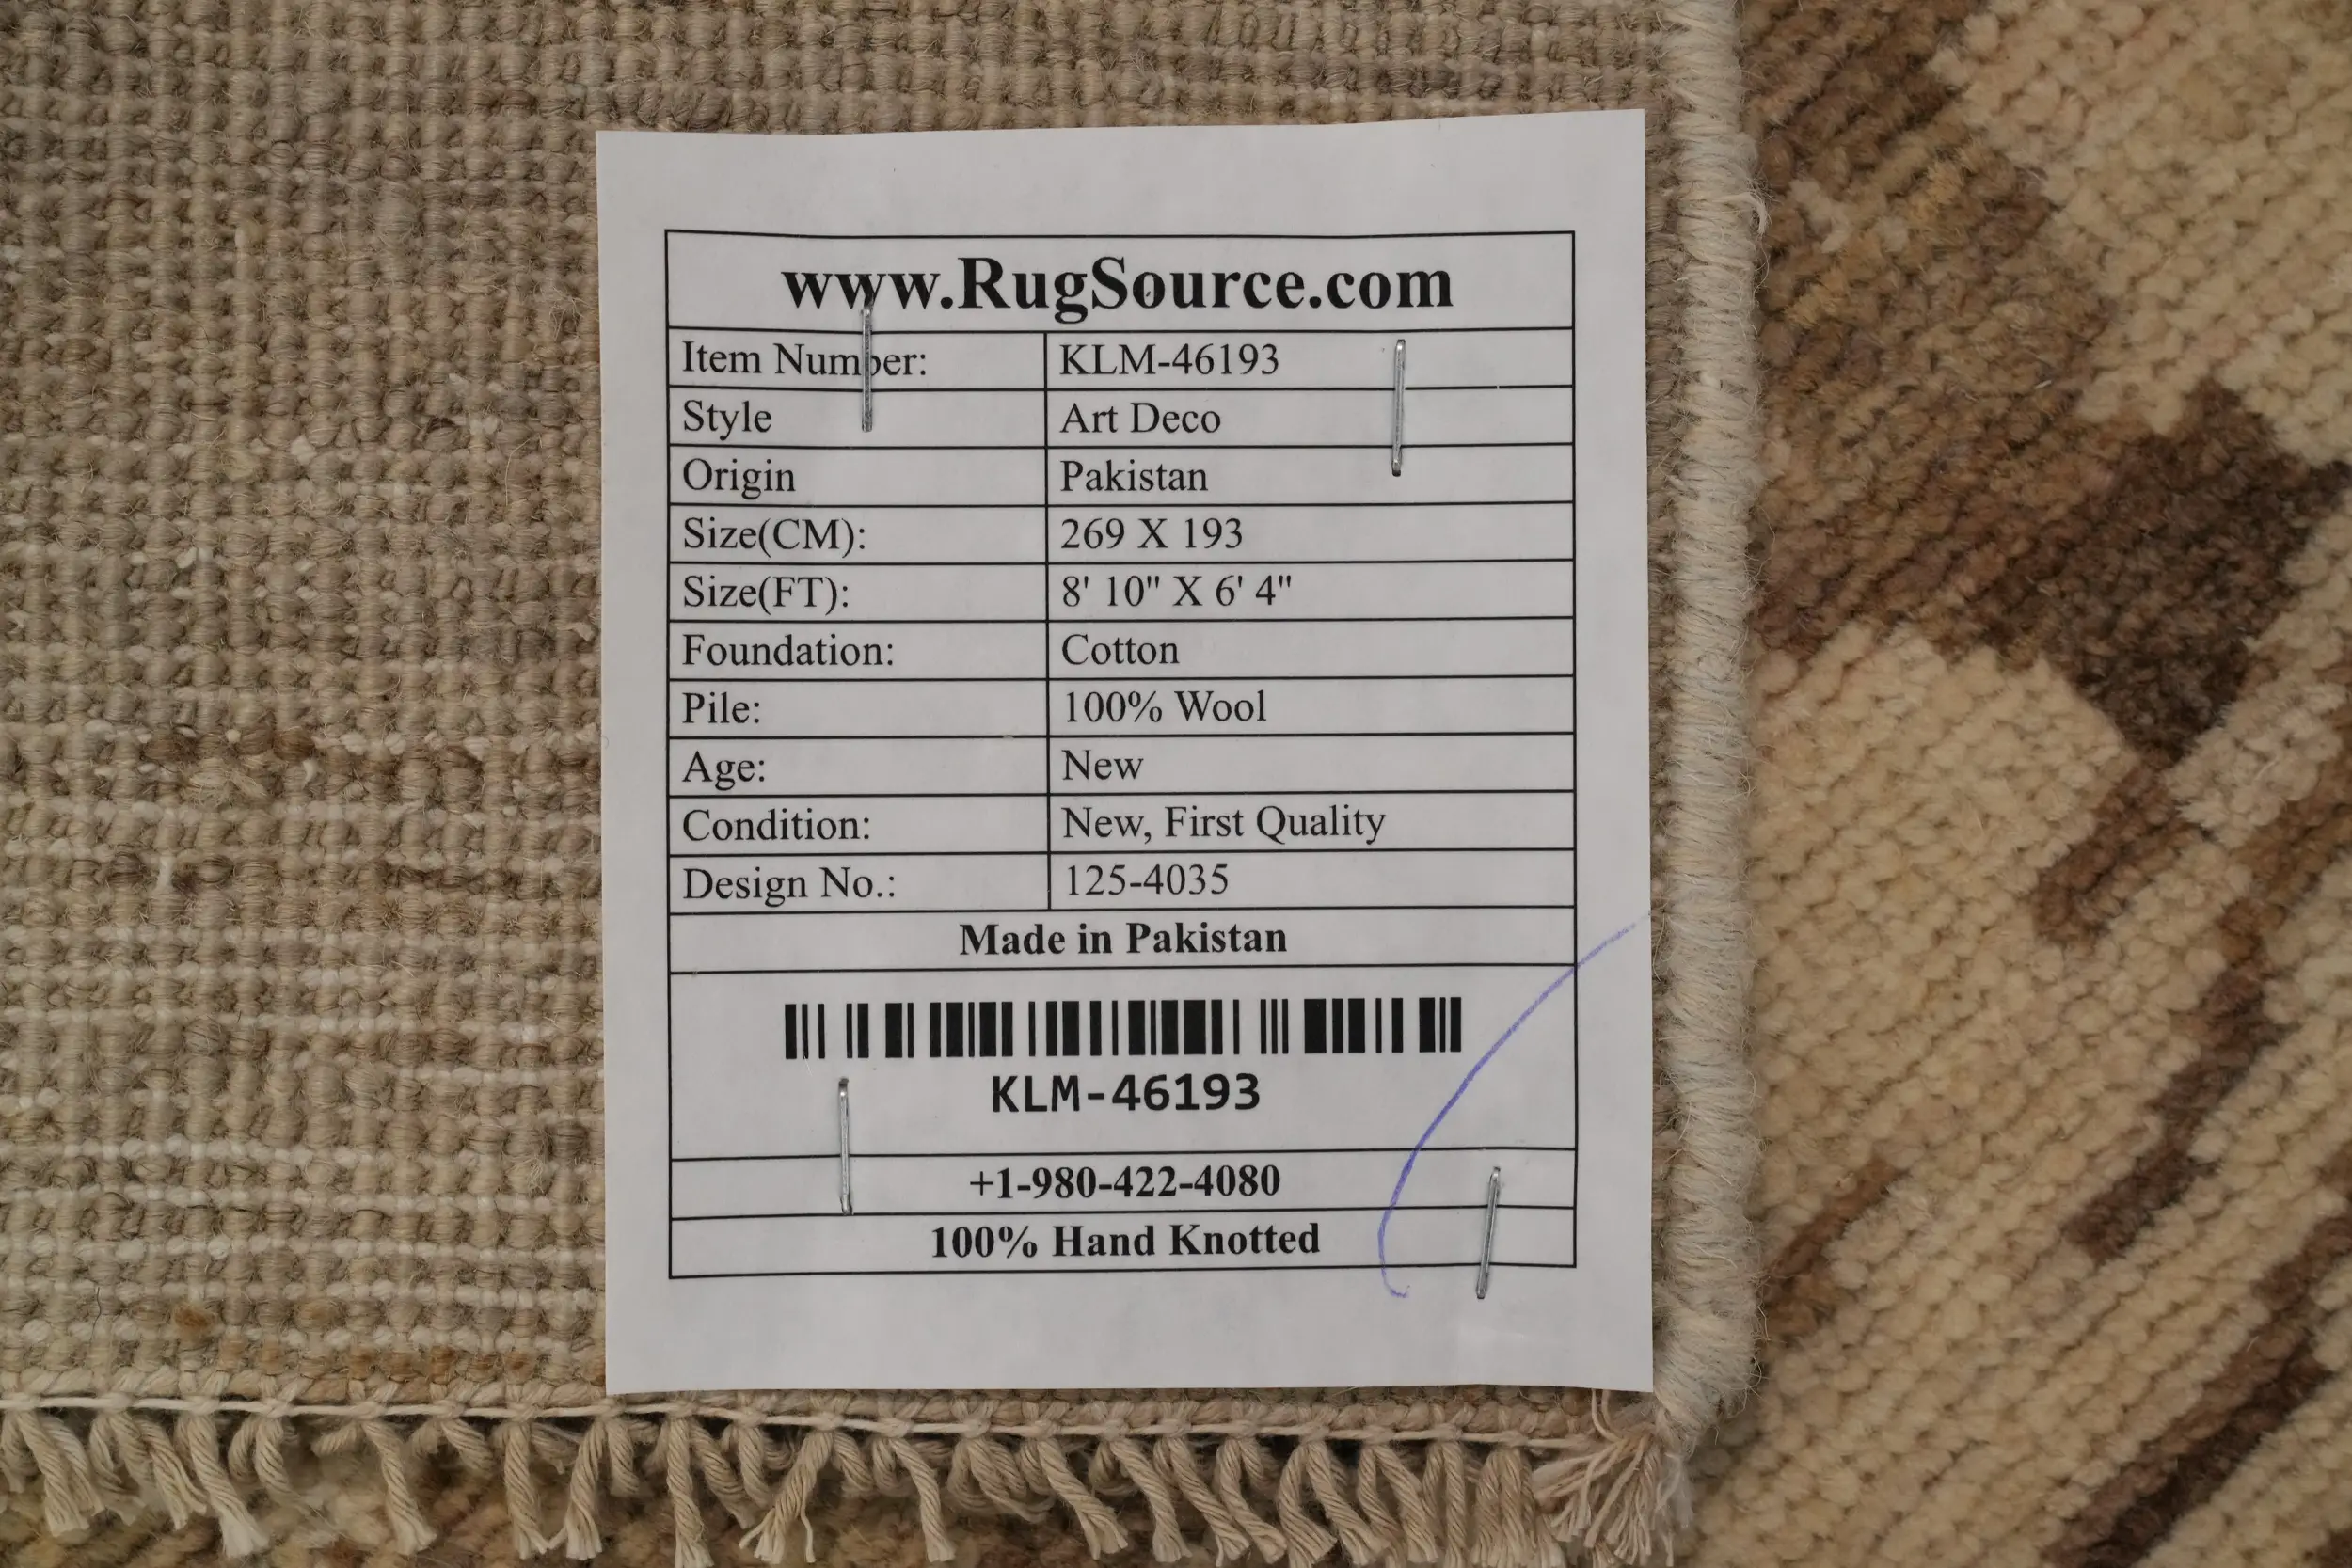 www.RugSource.com
Item Number: KLM-46193
Style Art Deco
Origin Pakistan
Size(CM): 269 X 193
Size(FT): 8' 10" X 6' 4"
Foundation: Cotton
Pile: 100% Wool
Age: New
Condition: New, First Quality
Design No.: 125-4035
Made in Pakistan
KLM-46193
+1-980-422-4080
100% Hand Knotted